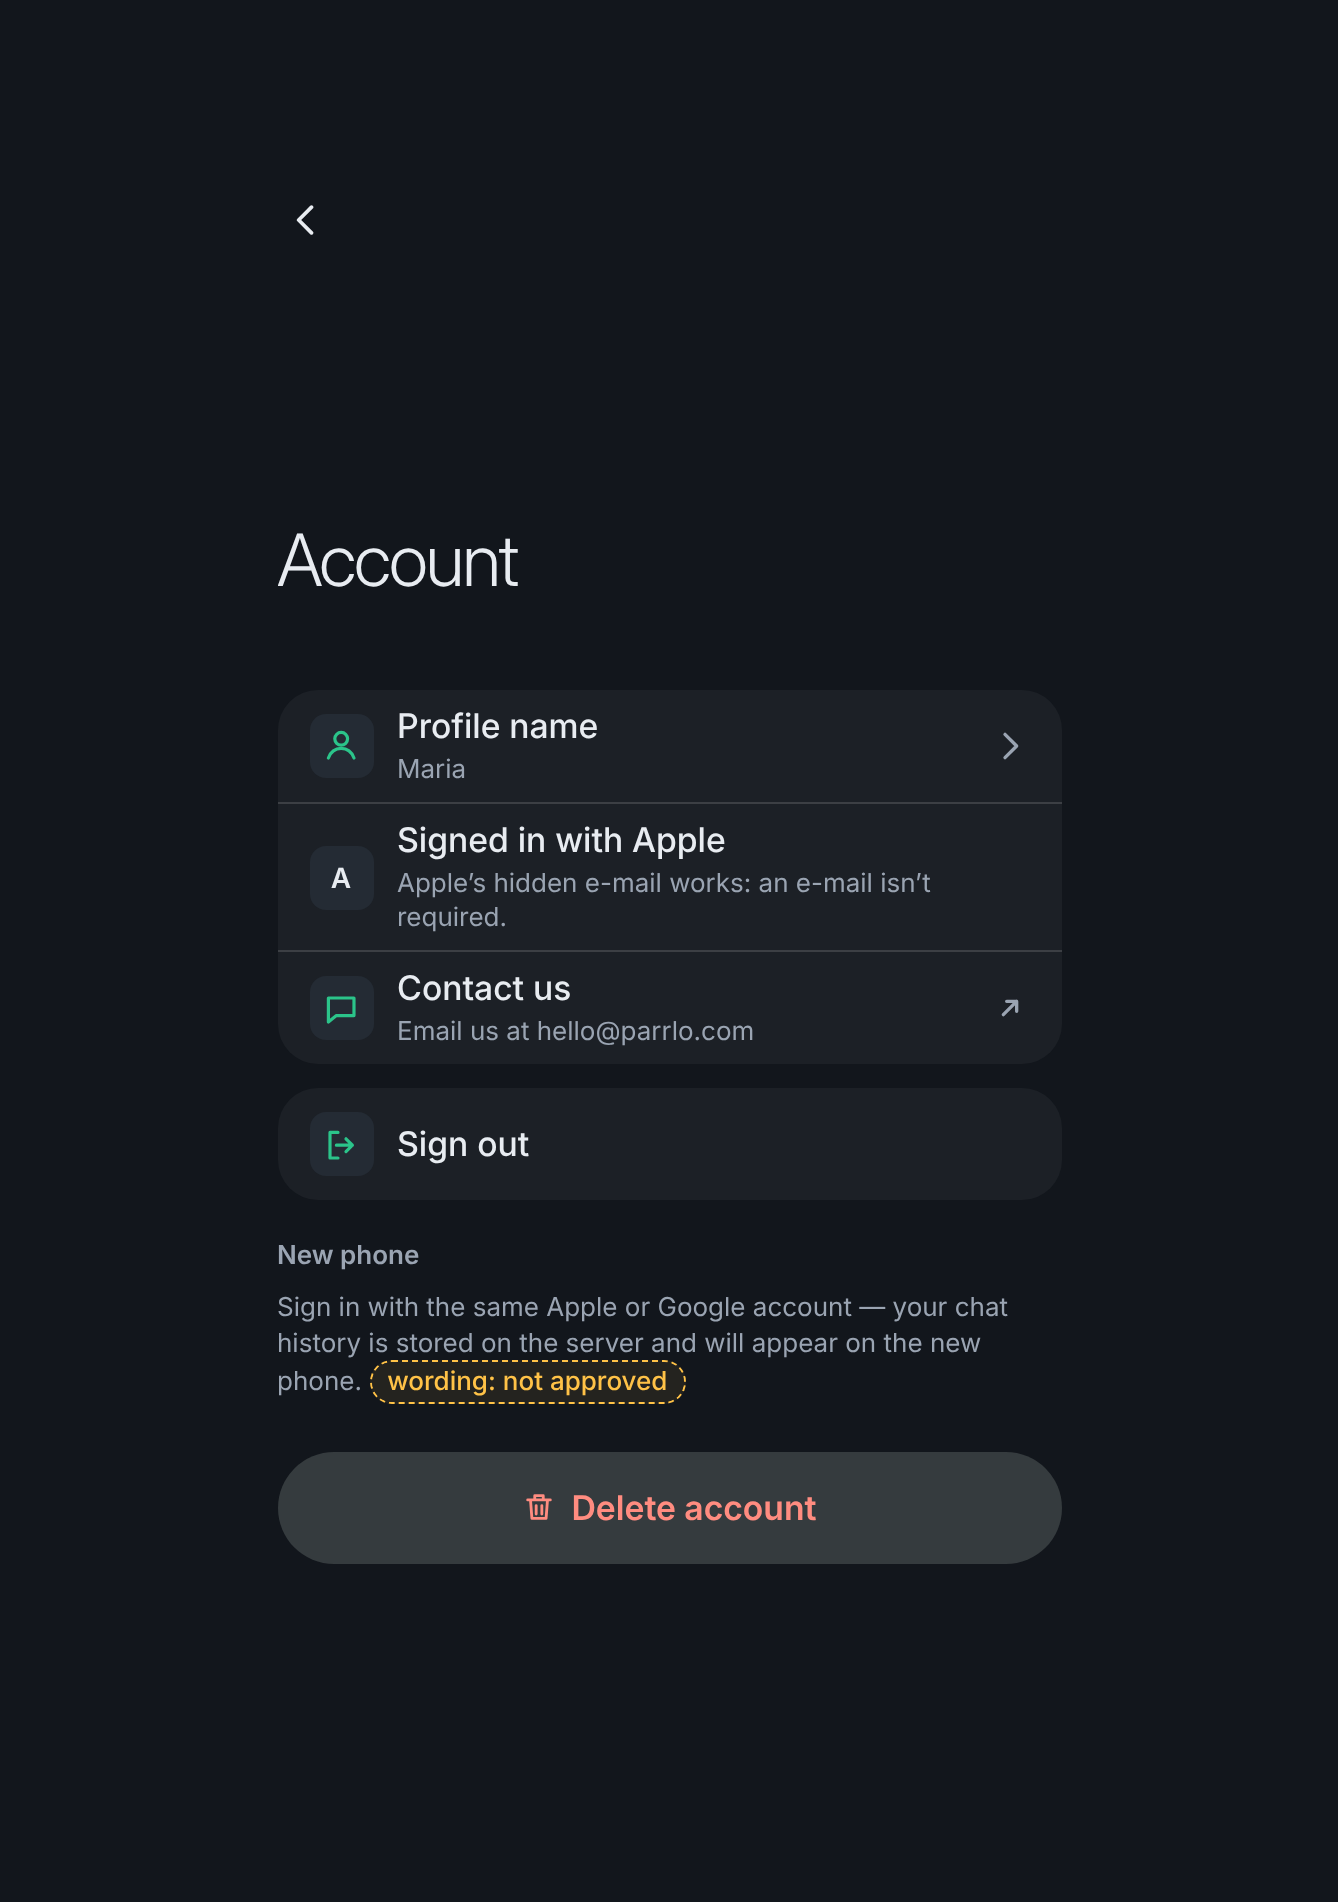 Account
Profile name
Maria
A
Signed in with Apple
Apple’s hidden e-mail works: an e-mail isn’t
required.
Contact us
Email us at hello@parrlo.com
Sign out
New phone
Sign in with the same Apple or Google account — your chat
history is stored on the server and will appear on the new
phone. wording: not approved
Delete account